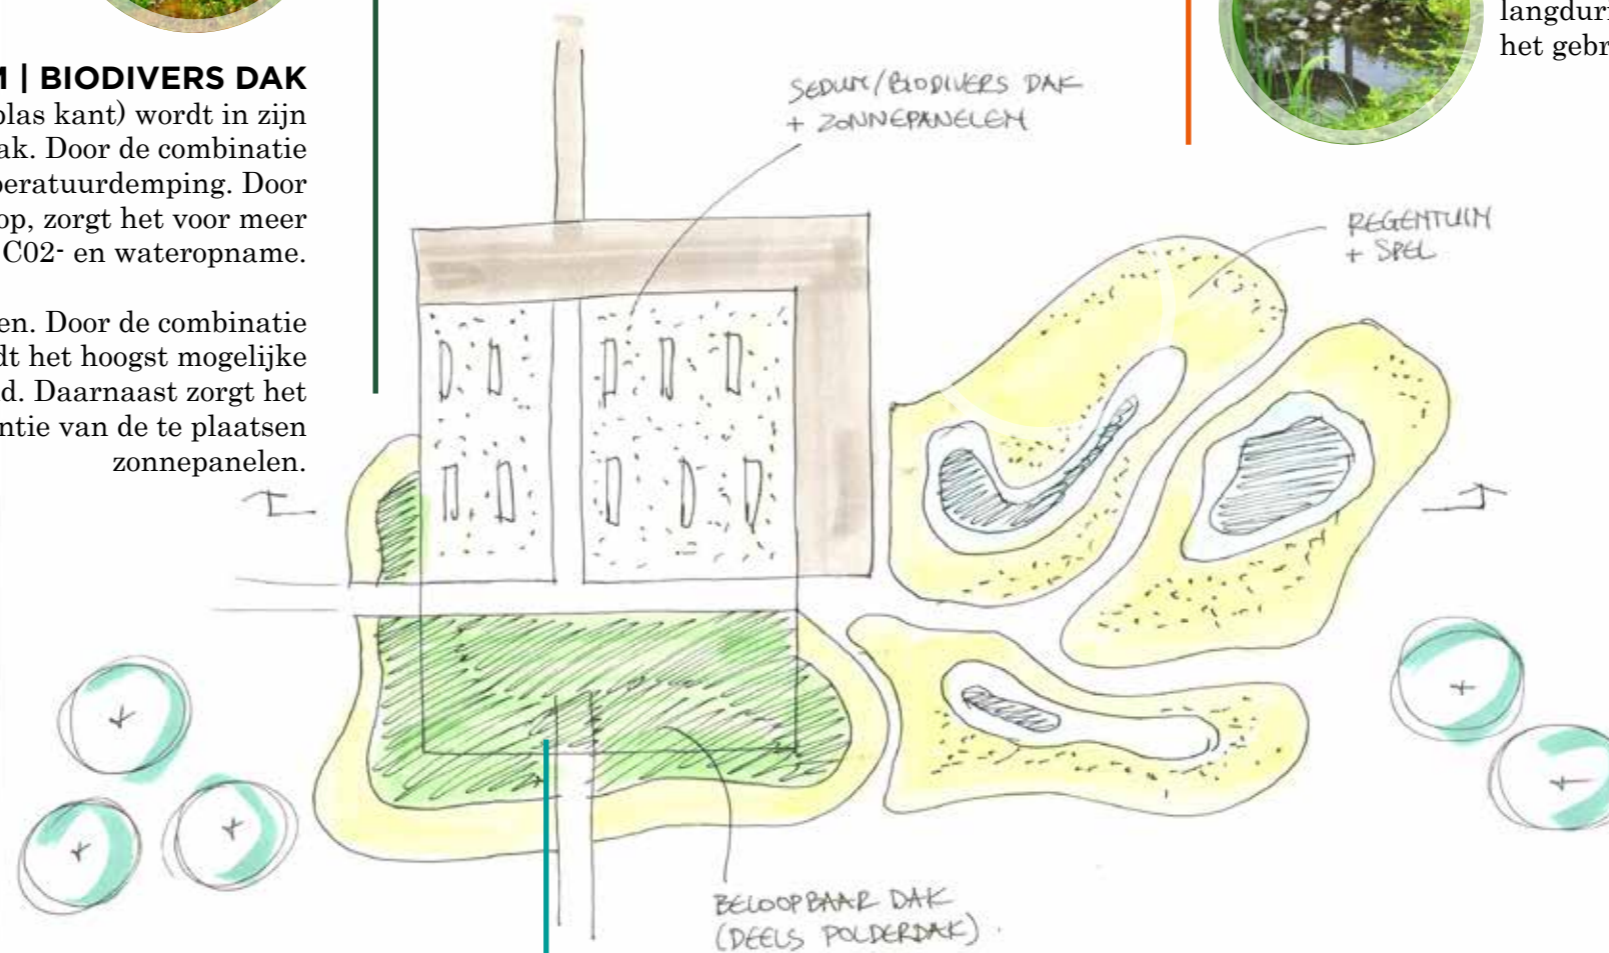 M | BIODIVERS DAK
plas kant) wordt in zijn
ak. Door de combinatie
peratuurdemping. Door
op, zorgt het voor meer
C02- en wateropname.
en. Door de combinatie
dt het hoogst mogelijke
d. Daarnaast zorgt het
ntie van de te plaatsen
zonnepanelen.
SEDUM/BIODIVERS DAK
+ ZONNEPANELEN
langduri
het gebr
REGENTUIN
+ SPEL
BELOOPBAAR DAK
(DEELS POLDERDAK)